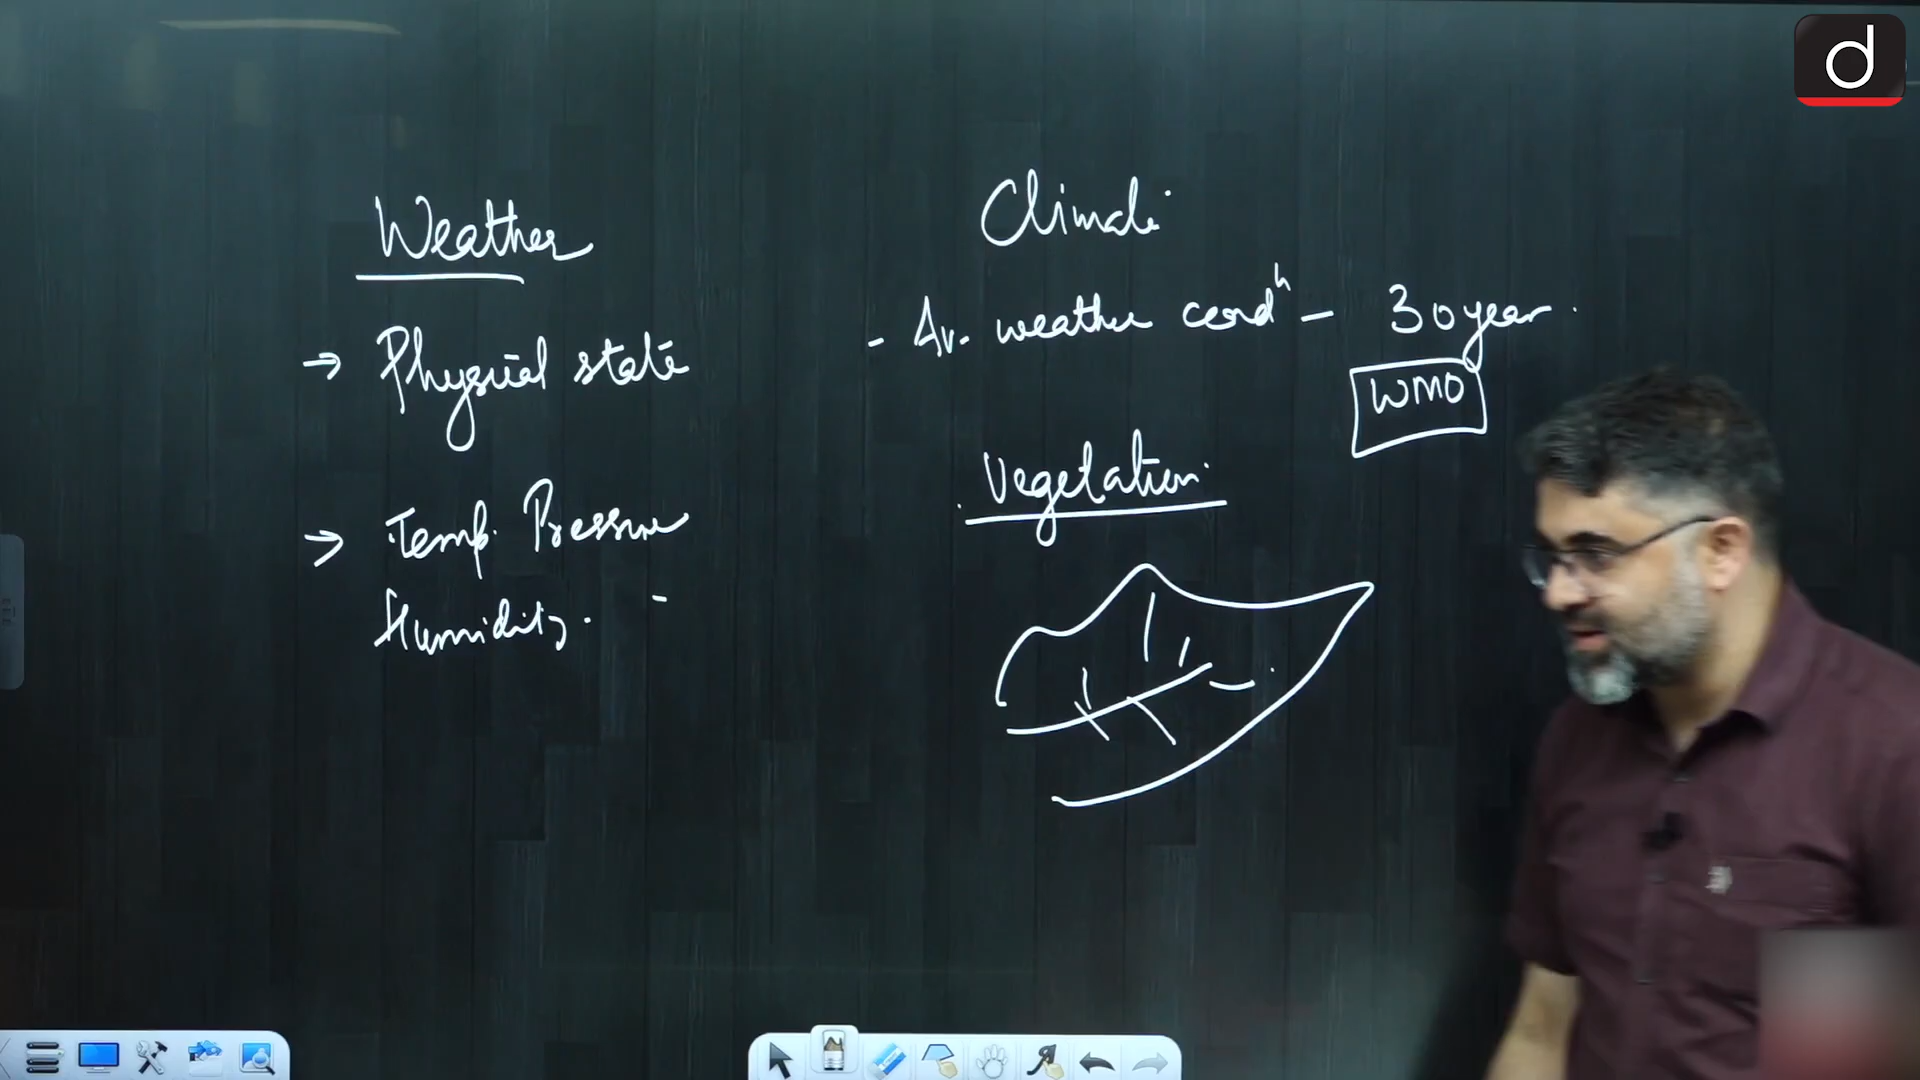 d
Weather
→ Physical state
→ Temp. Pressure
Humidity. -
Climate
- Av. weather condn - 30 year.
WMO
Vegetation.